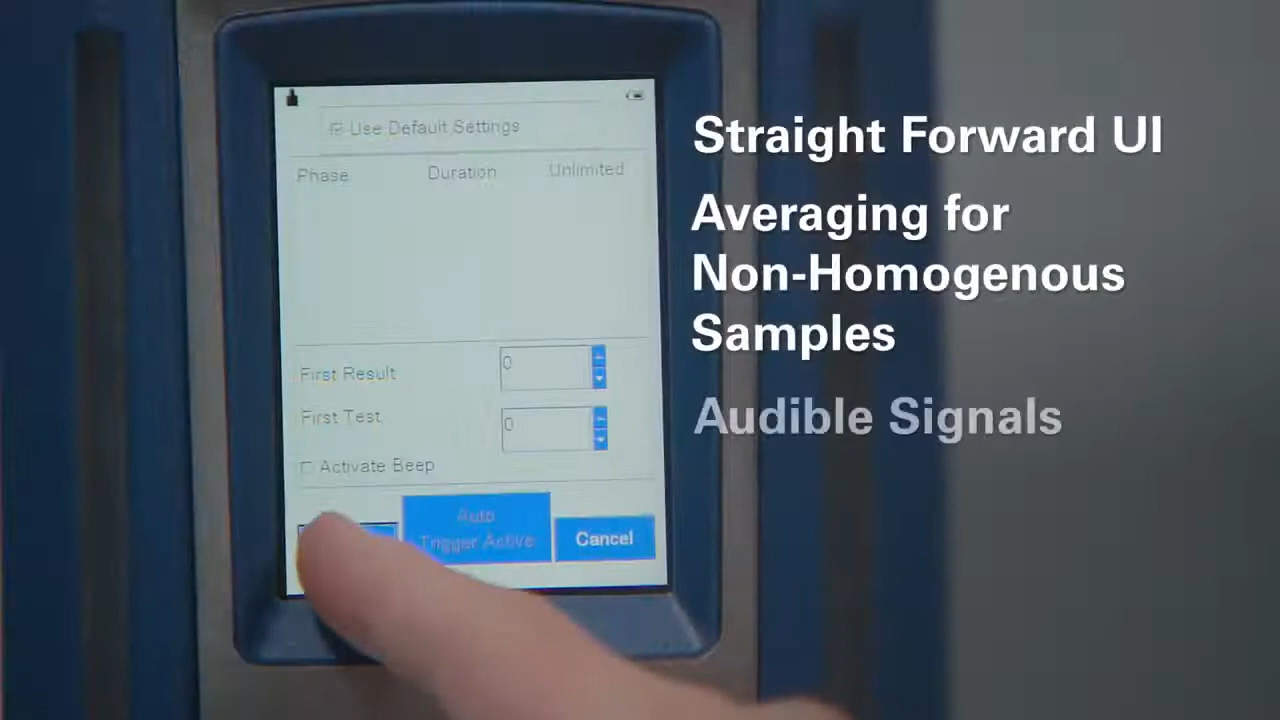 Use Default Settings
Phase Duration Unlimited
First Result 0
First Test 0
Activate Beep
Auto
Trigger Active
Cancel
Straight Forward UI
Averaging for
Non-Homogenous
Samples
Audible Signals